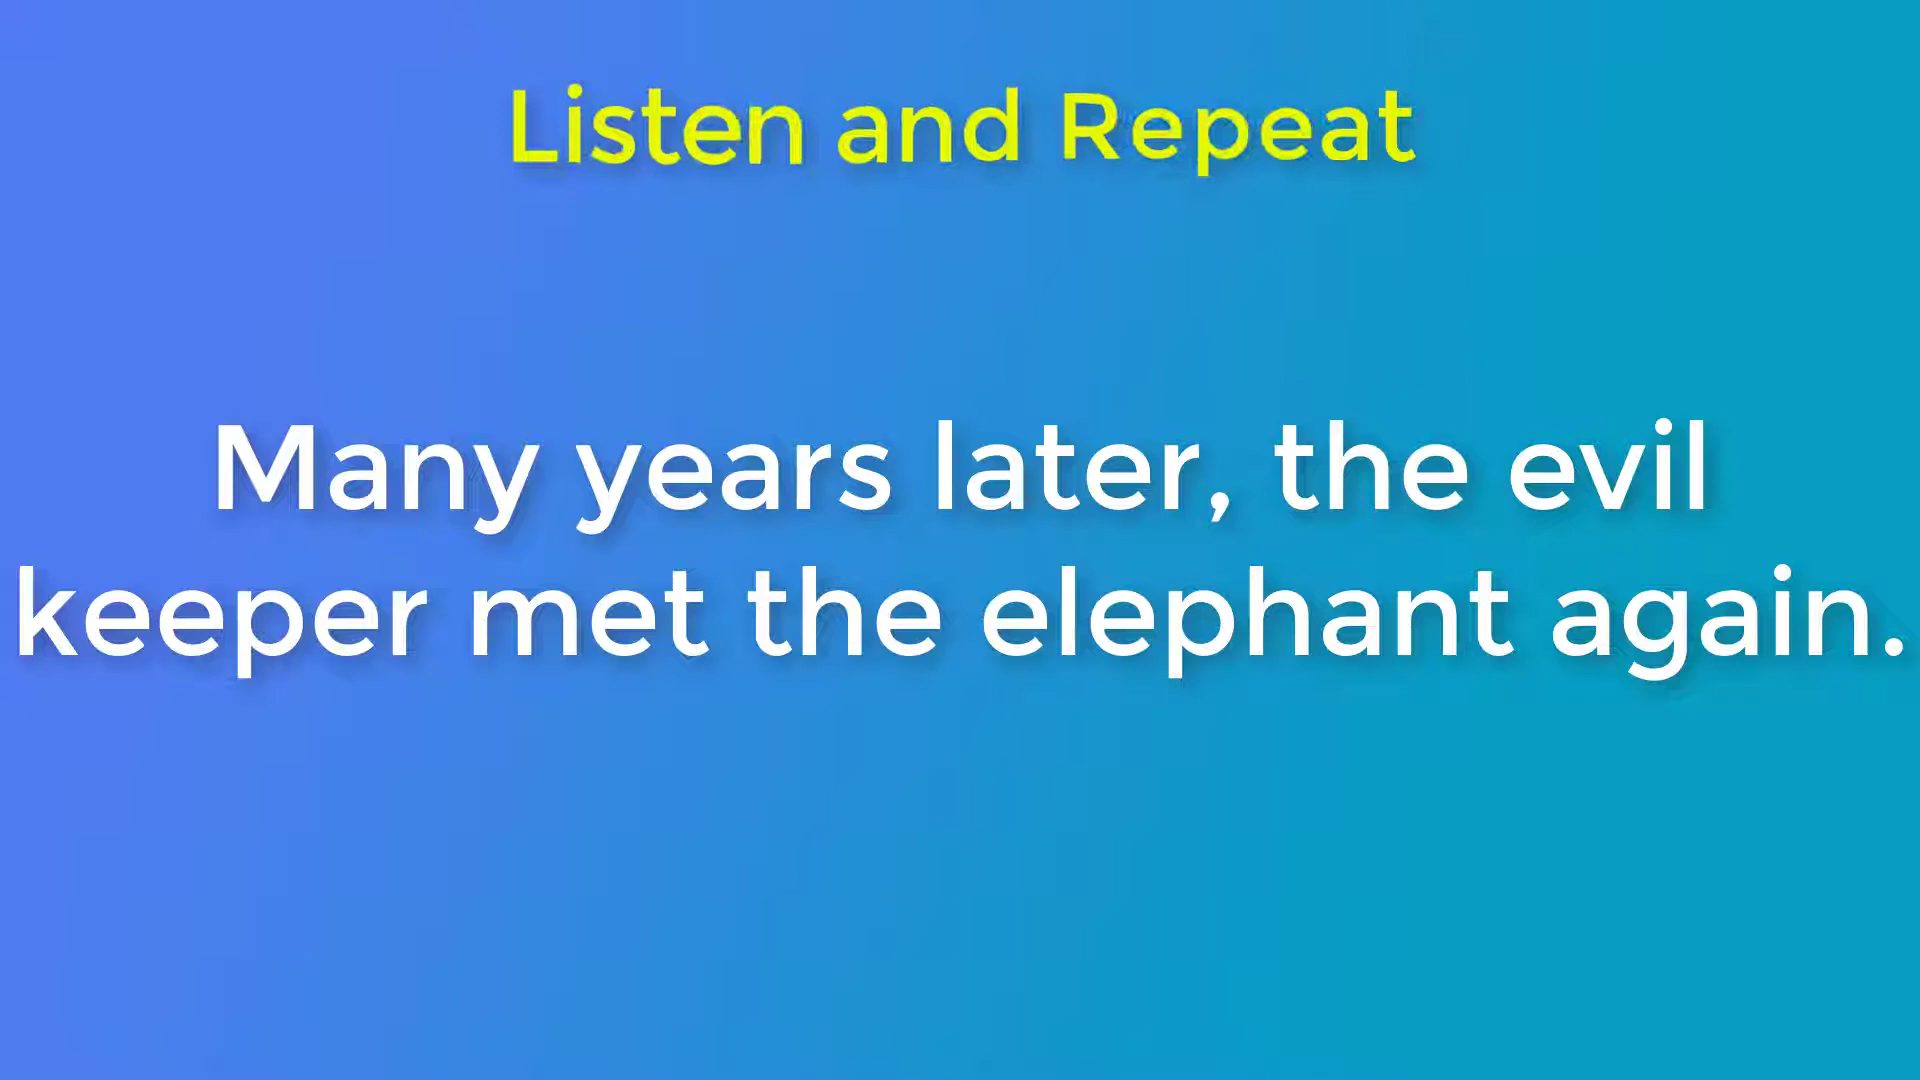 Listen and Repeat
Many years later, the evil
keeper met the elephant again.